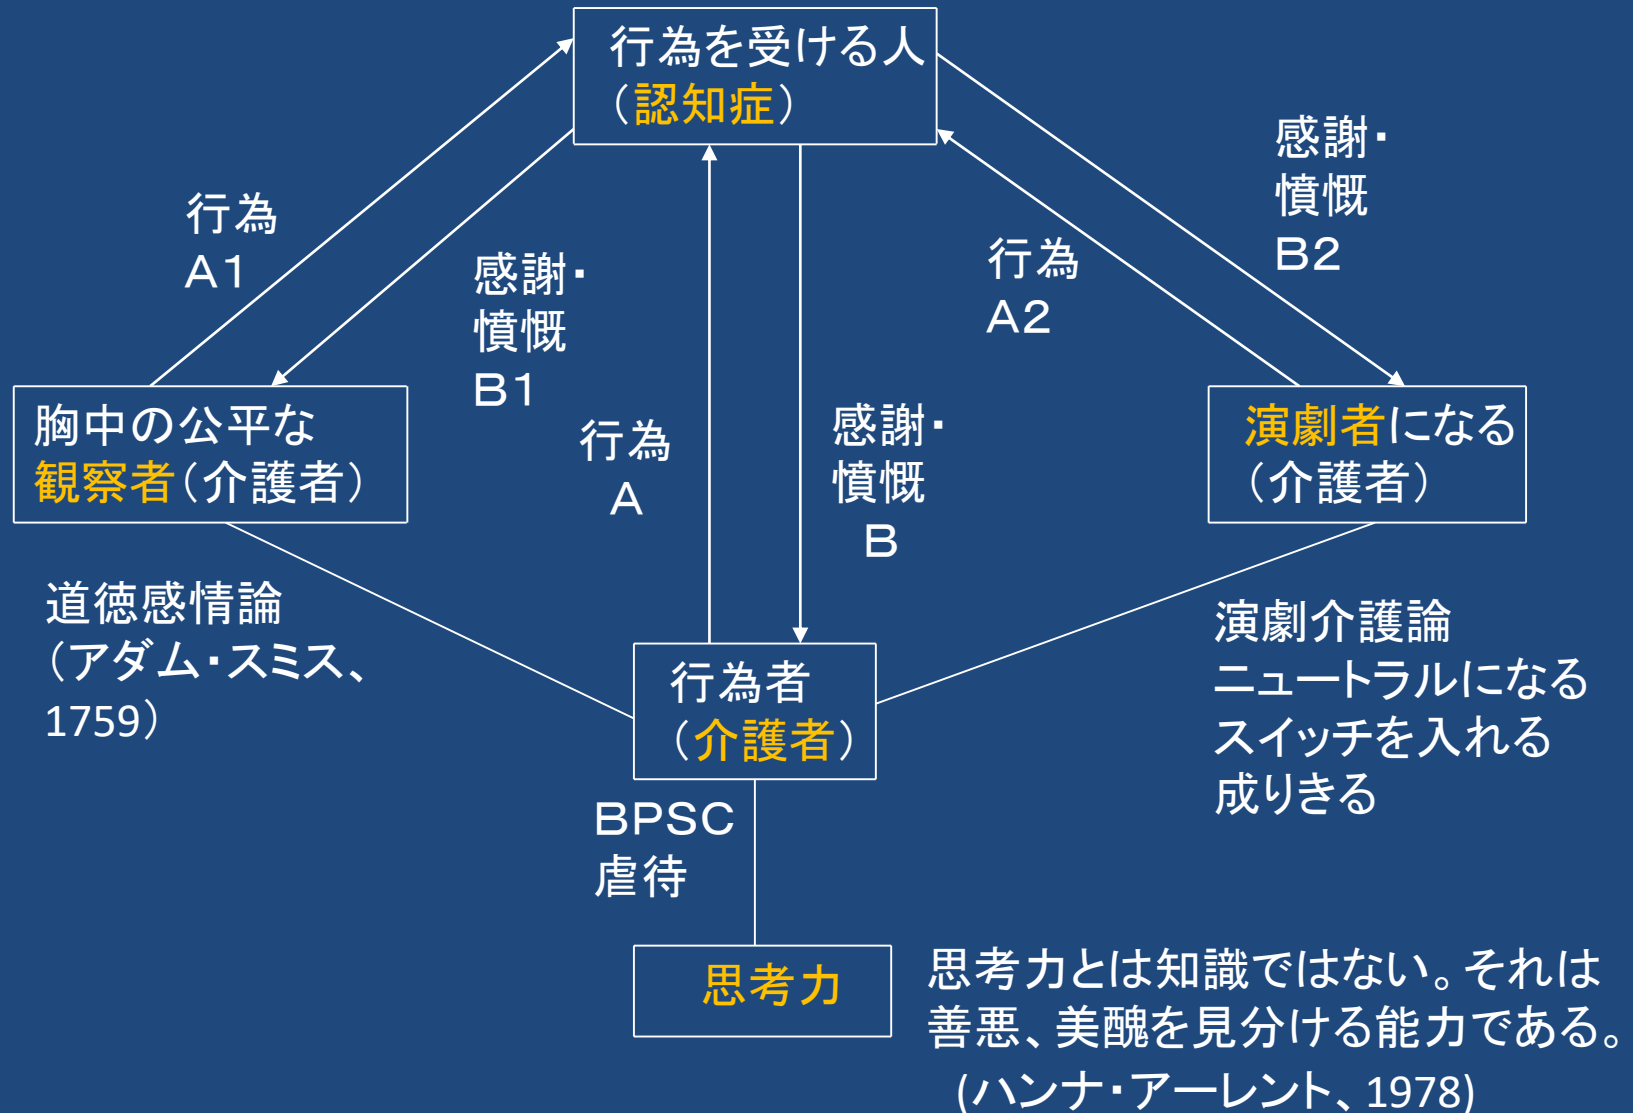 行為を受ける人
（認知症）
行為
A1
感謝・
憤慨
B1
行為
A2
感謝・
憤慨
B2
胸中の公平な
観察者（介護者）
行為
A
感謝・
憤慨
B
演劇者になる
（介護者）
道徳感情論
（アダム・スミス、
1759）
行為者
（介護者）
演劇介護論
ニュートラルになる
スイッチを入れる
成りきる
BPSC
虐待
思考力
思考力とは知識ではない。それは
善悪、美醜を見分ける能力である。
(ハンナ・アーレント、1978)